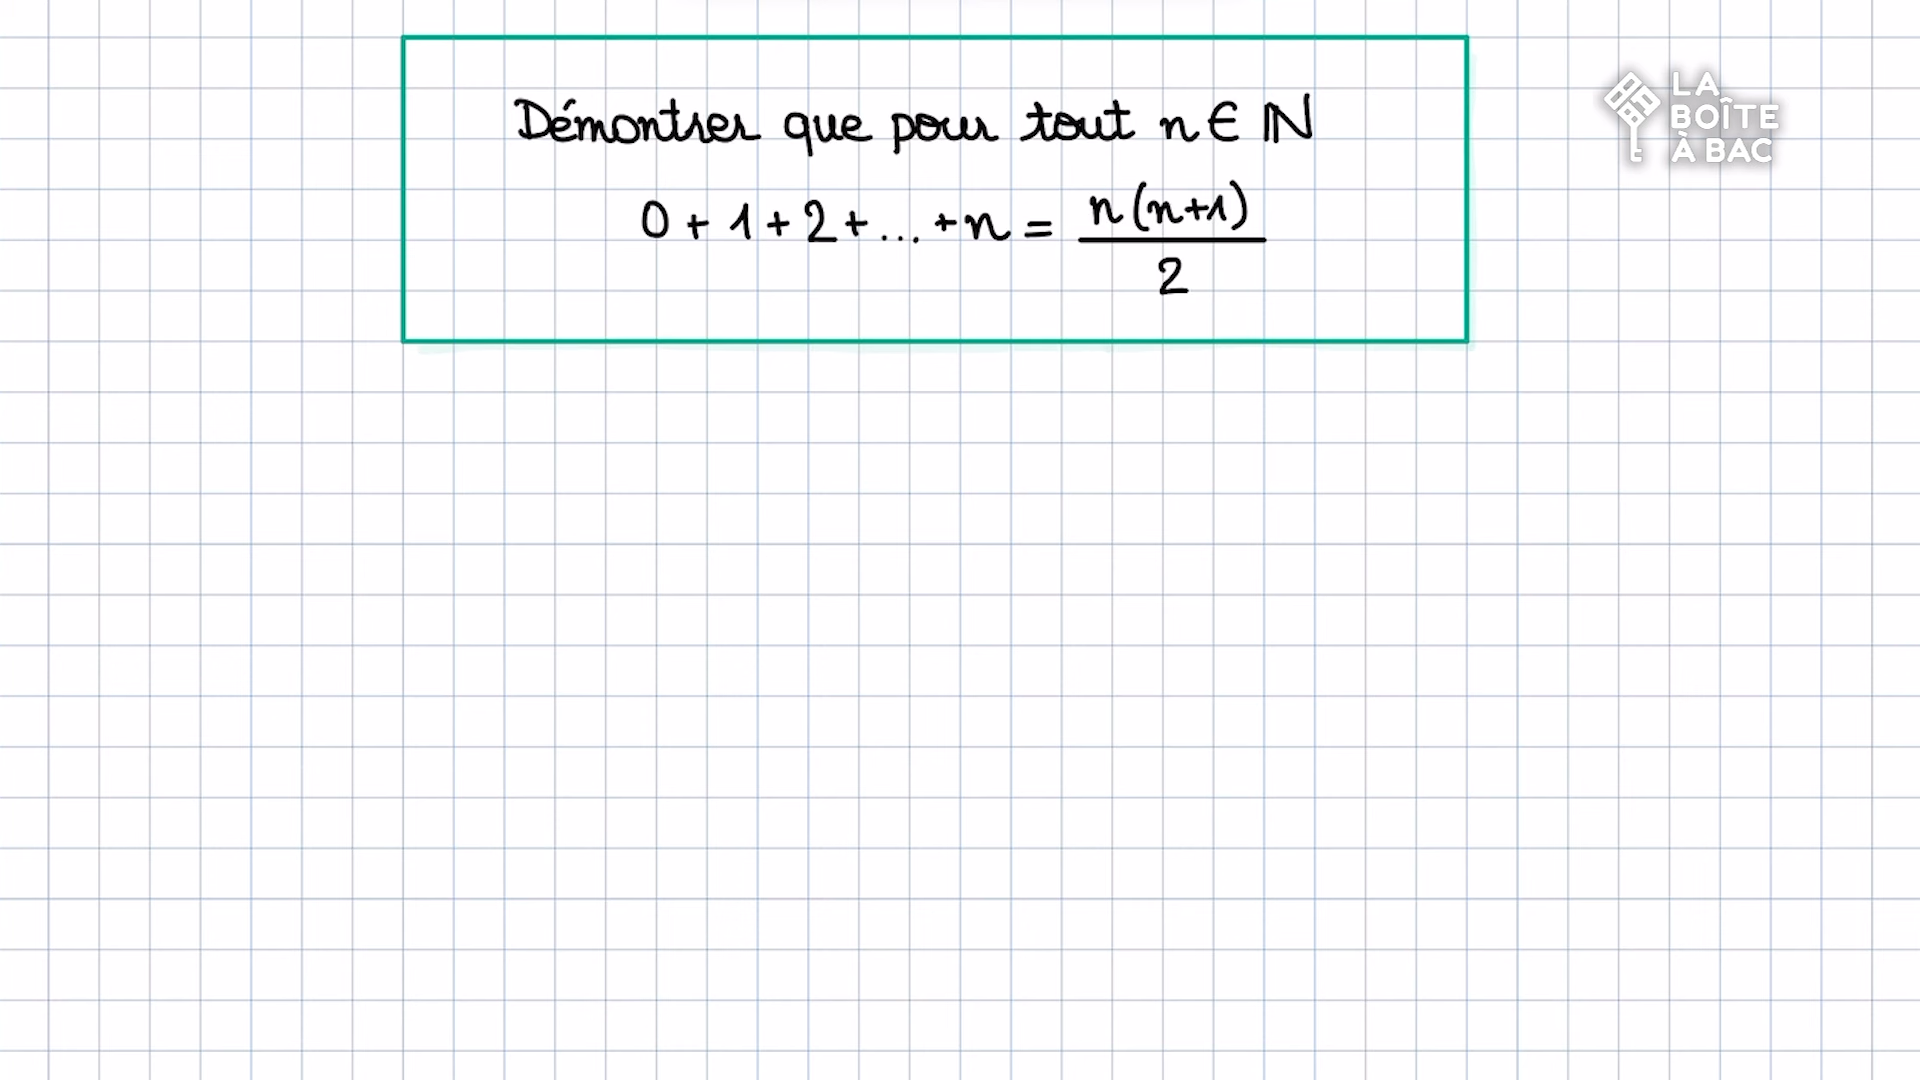 Démontrer que pour tout n ∈ ℕ
0 + 1 + 2 + ... + n = n(n+1)
2
LA
BOÎTE
À BAC